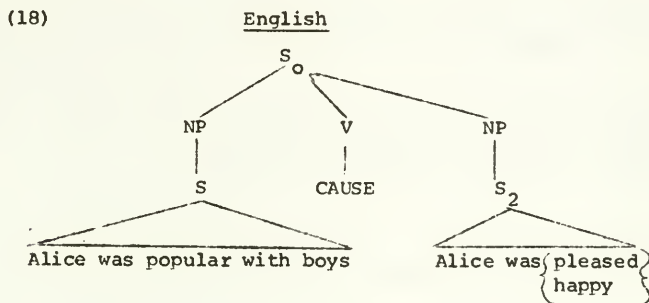 (18) English
S o
NP V NP
S CAUSE S 2
Alice was popular with boys Alice was { pleased
happy }